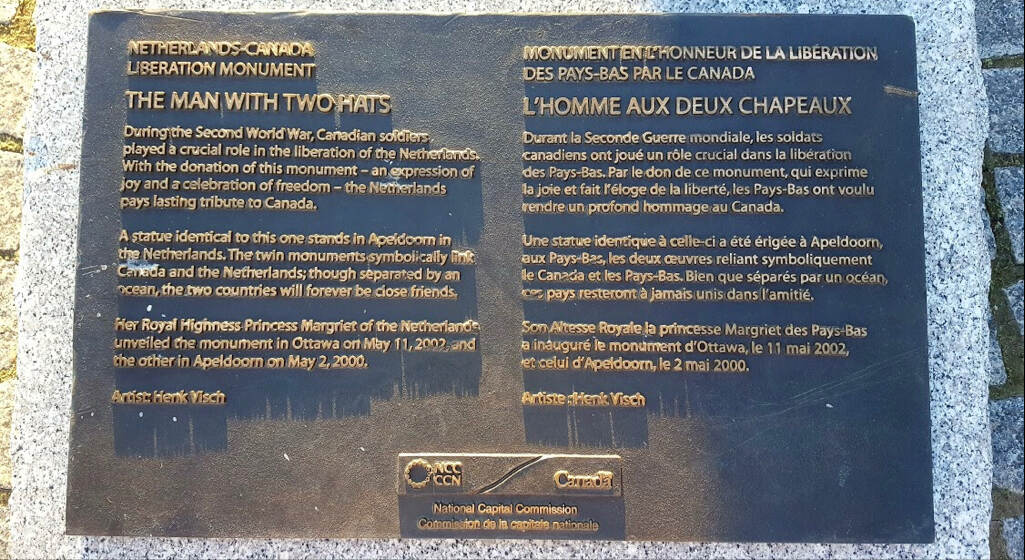 NETHERLANDS-CANADA
LIBERATION MONUMENT
THE MAN WITH TWO HATS
During the Second World War, Canadian soldiers
played a crucial role in the liberation of the Netherlands.
With the donation of this monument – an expression of
joy and a celebration of freedom – the Netherlands
pays lasting tribute to Canada.
A statue identical to this one stands in Apeldoorn in
the Netherlands. The twin monuments symbolically link
Canada and the Netherlands; though separated by an
ocean, the two countries will forever be close friends.
Her Royal Highness Princess Margriet of the Netherlands
unveiled the monument in Ottawa on May 11, 2002, and
the other in Apeldoorn on May 2, 2000.
Artist: Henk Visch
MONUMENT EN L'HONNEUR DE LA LIBÉRATION
DES PAYS-BAS PAR LE CANADA
L'HOMME AUX DEUX CHAPEAUX
Durant la Seconde Guerre mondiale, les soldats
canadiens ont joué un rôle crucial dans la libération
des Pays-Bas. Par le don de ce monument, qui exprime
la joie et fait l'éloge de la liberté, les Pays-Bas ont voulu
rendre un profond hommage au Canada.
Une statue identique à celle-ci a été érigée à Apeldoorn,
aux Pays-Bas, les deux œuvres reliant symboliquement
le Canada et les Pays-Bas. Bien que séparés par un océan,
ces pays resteront à jamais unis dans l'amitié.
Son Altesse Royale la princesse Margriet des Pays-Bas
a inauguré le monument d'Ottawa, le 11 mai 2002,
et celui d'Apeldoorn, le 2 mai 2000.
Artiste : Henk Visch
NCC
CCN
Canada
National Capital Commission
Commission de la capitale nationale